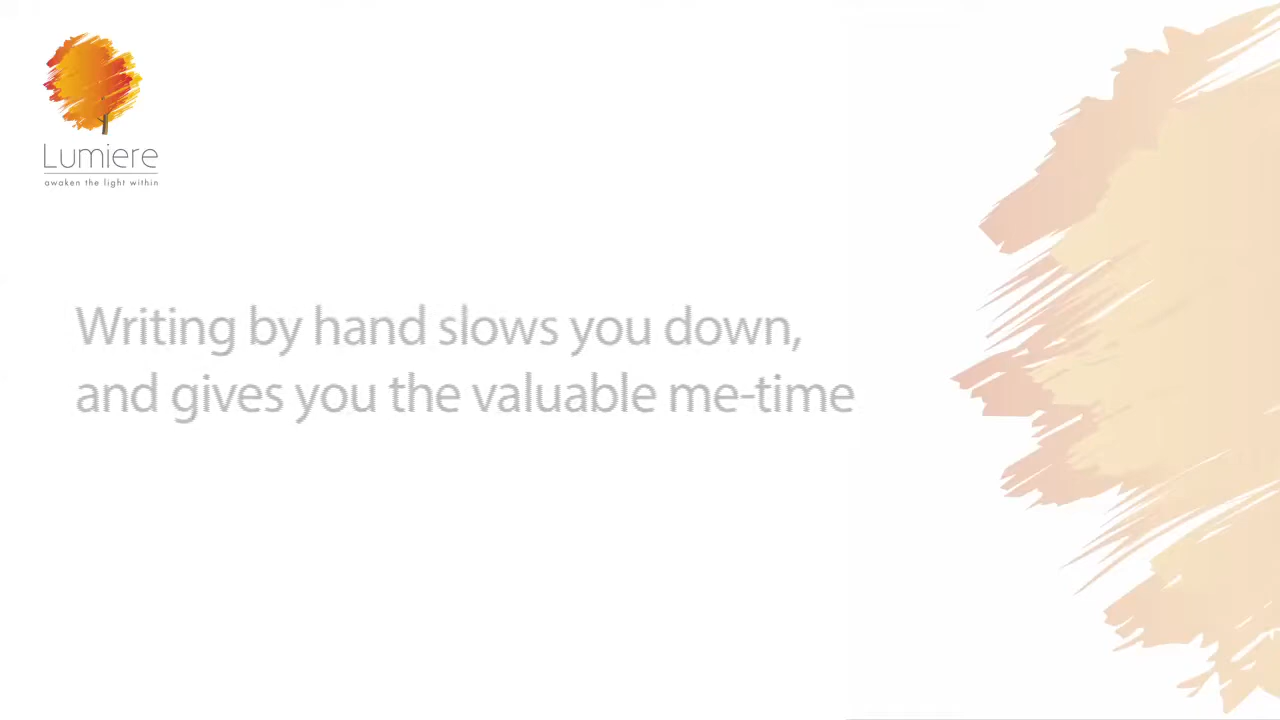 Lumiere
awaken the light within
Writing by hand slows you down,
and gives you the valuable me-time